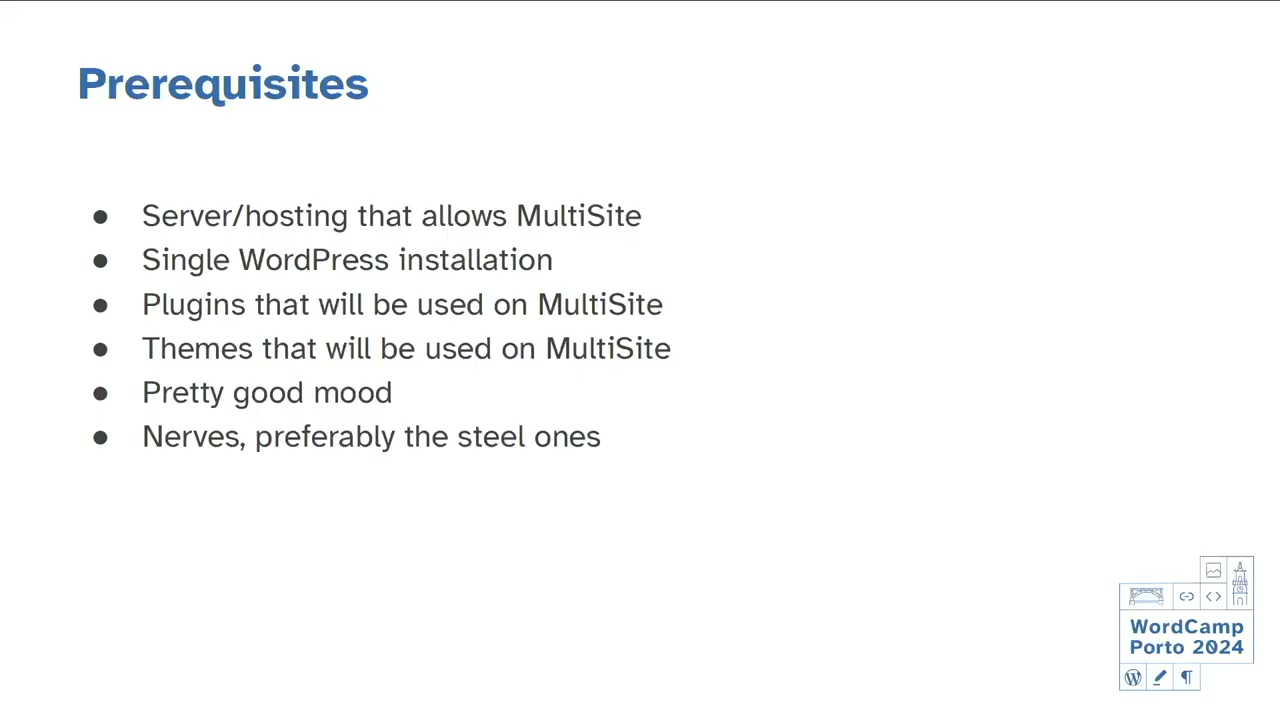 Prerequisites
● Server/hosting that allows MultiSite
● Single WordPress installation
● Plugins that will be used on MultiSite
● Themes that will be used on MultiSite
● Pretty good mood
● Nerves, preferably the steel ones
WordCamp
Porto 2024